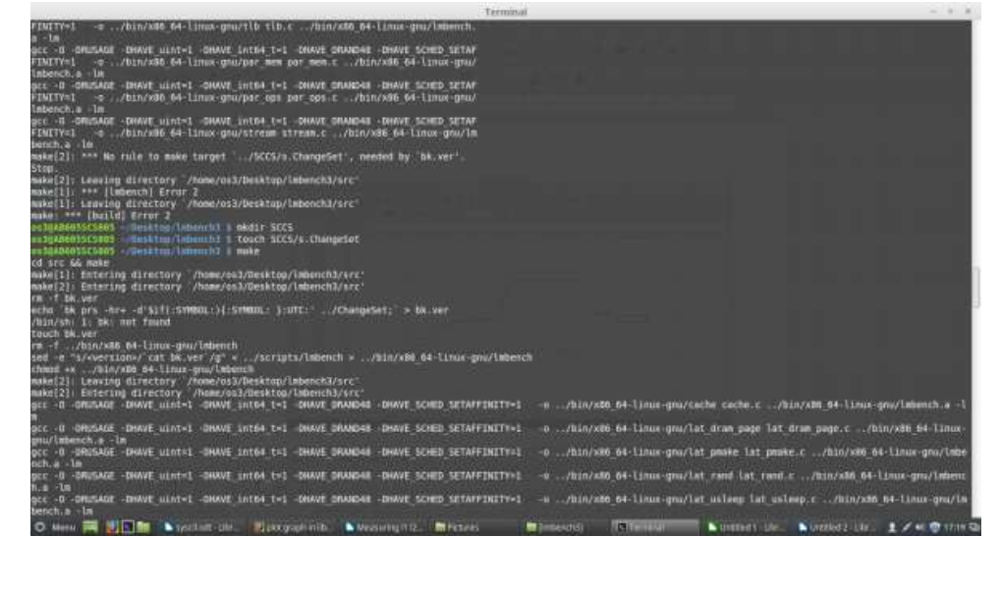 Terminal
FINITY=1 -o ../bin/x86_64-linux-gnu/tlb tlb.c ../bin/x86_64-linux-gnu/lmbench.
a -lm
gcc -O -DRUSAGE -DHAVE_uint=1 -DHAVE_int64_t=1 -DHAVE_DRAND48 -DHAVE_SCHED_SETAF
FINITY=1 -o ../bin/x86_64-linux-gnu/par_mem par_mem.c ../bin/x86_64-linux-gnu/
lmbench.a -lm
gcc -O -DRUSAGE -DHAVE_uint=1 -DHAVE_int64_t=1 -DHAVE_DRAND48 -DHAVE_SCHED_SETAF
FINITY=1 -o ../bin/x86_64-linux-gnu/par_ops par_ops.c ../bin/x86_64-linux-gnu/
lmbench.a -lm
gcc -O -DRUSAGE -DHAVE_uint=1 -DHAVE_int64_t=1 -DHAVE_DRAND48 -DHAVE_SCHED_SETAF
FINITY=1 -o ../bin/x86_64-linux-gnu/stream stream.c ../bin/x86_64-linux-gnu/lm
bench.a -lm
make[2]: *** No rule to make target `../SCCS/s.ChangeSet', needed by `bk.ver'.
Stop.
make[2]: Leaving directory `/home/os3/Desktop/lmbench3/src'
make[1]: *** [lmbench] Error 2
make[1]: Leaving directory `/home/os3/Desktop/lmbench3/src'
make: *** [build] Error 2
~/Desktop/lmbench3 $ mkdir SCCS
~/Desktop/lmbench3 $ touch SCCS/s.ChangeSet
~/Desktop/lmbench3 $ make
cd src && make
make[1]: Entering directory `/home/os3/Desktop/lmbench3/src'
make[2]: Entering directory `/home/os3/Desktop/lmbench3/src'
rm -f bk.ver
echo `bk prs -hr+ -d'$if(:SYMBOL:){:SYMBOL: }:UTC:' ../ChangeSet;` > bk.ver
/bin/sh: 1: bk: not found
touch bk.ver
rm -f ../bin/x86_64-linux-gnu/lmbench
sed -e "s/<version>/`cat bk.ver`/g" < ../scripts/lmbench > ../bin/x86_64-linux-gnu/lmbench
chmod +x ../bin/x86_64-linux-gnu/lmbench
make[2]: Leaving directory `/home/os3/Desktop/lmbench3/src'
make[2]: Entering directory `/home/os3/Desktop/lmbench3/src'
gcc -O -DRUSAGE -DHAVE_uint=1 -DHAVE_int64_t=1 -DHAVE_DRAND48 -DHAVE_SCHED_SETAFFINITY=1 -o ../bin/x86_64-linux-gnu/cache cache.c ../bin/x86_64-linux-gnu/lmbench.a -l
m
gcc -O -DRUSAGE -DHAVE_uint=1 -DHAVE_int64_t=1 -DHAVE_DRAND48 -DHAVE_SCHED_SETAFFINITY=1 -o ../bin/x86_64-linux-gnu/lat_dram_page lat_dram_page.c ../bin/x86_64-linux-
gnu/lmbench.a -lm
gcc -O -DRUSAGE -DHAVE_uint=1 -DHAVE_int64_t=1 -DHAVE_DRAND48 -DHAVE_SCHED_SETAFFINITY=1 -o ../bin/x86_64-linux-gnu/lat_pmake lat_pmake.c ../bin/x86_64-linux-gnu/lmbe
nch.a -lm
gcc -O -DRUSAGE -DHAVE_uint=1 -DHAVE_int64_t=1 -DHAVE_DRAND48 -DHAVE_SCHED_SETAFFINITY=1 -o ../bin/x86_64-linux-gnu/lat_rand lat_rand.c ../bin/x86_64-linux-gnu/lmbenc
h.a -lm
gcc -O -DRUSAGE -DHAVE_uint=1 -DHAVE_int64_t=1 -DHAVE_DRAND48 -DHAVE_SCHED_SETAFFINITY=1 -o ../bin/x86_64-linux-gnu/lat_usleep lat_usleep.c ../bin/x86_64-linux-gnu/lm
bench.a -lm
Menu Measuring Pictures [lmbench3] Terminal Untitled 1 - Libr... Untitled 2 - Libr... 17:19